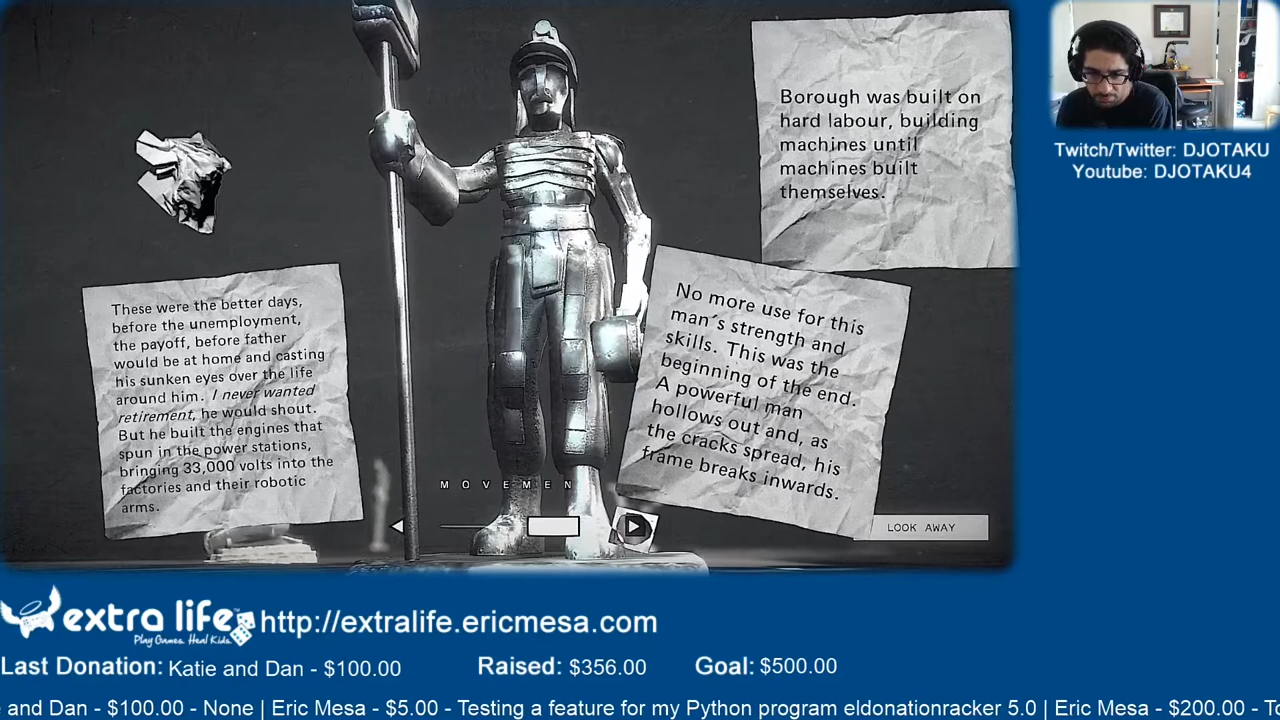 Borough was built on
hard labour, building
machines until
machines built
themselves.
These were the better days,
before the unemployment,
the payoff, before father
would be at home and casting
his sunken eyes over the life
around him. I never wanted
retirement, he would shout.
But he built the engines that
spun in the power stations,
bringing 33,000 volts into the
factories and their robotic
arms.
No more use for this
man's strength and
skills. This was the
beginning of the end.
A powerful man
hollows out and, as
the cracks spread, his
frame breaks inwards.
MOVEMEN
LOOK AWAY
Twitch/Twitter: DJOTAKU
Youtube: DJOTAKU4
extra life
Play Games. Heal Kids.
http://extralife.ericmesa.com
Last Donation: Katie and Dan - $100.00
Raised: $356.00
Goal: $500.00
and Dan - $100.00 - None | Eric Mesa - $5.00 - Testing a feature for my Python program eldonationracker 5.0 | Eric Mesa - $200.00 - To